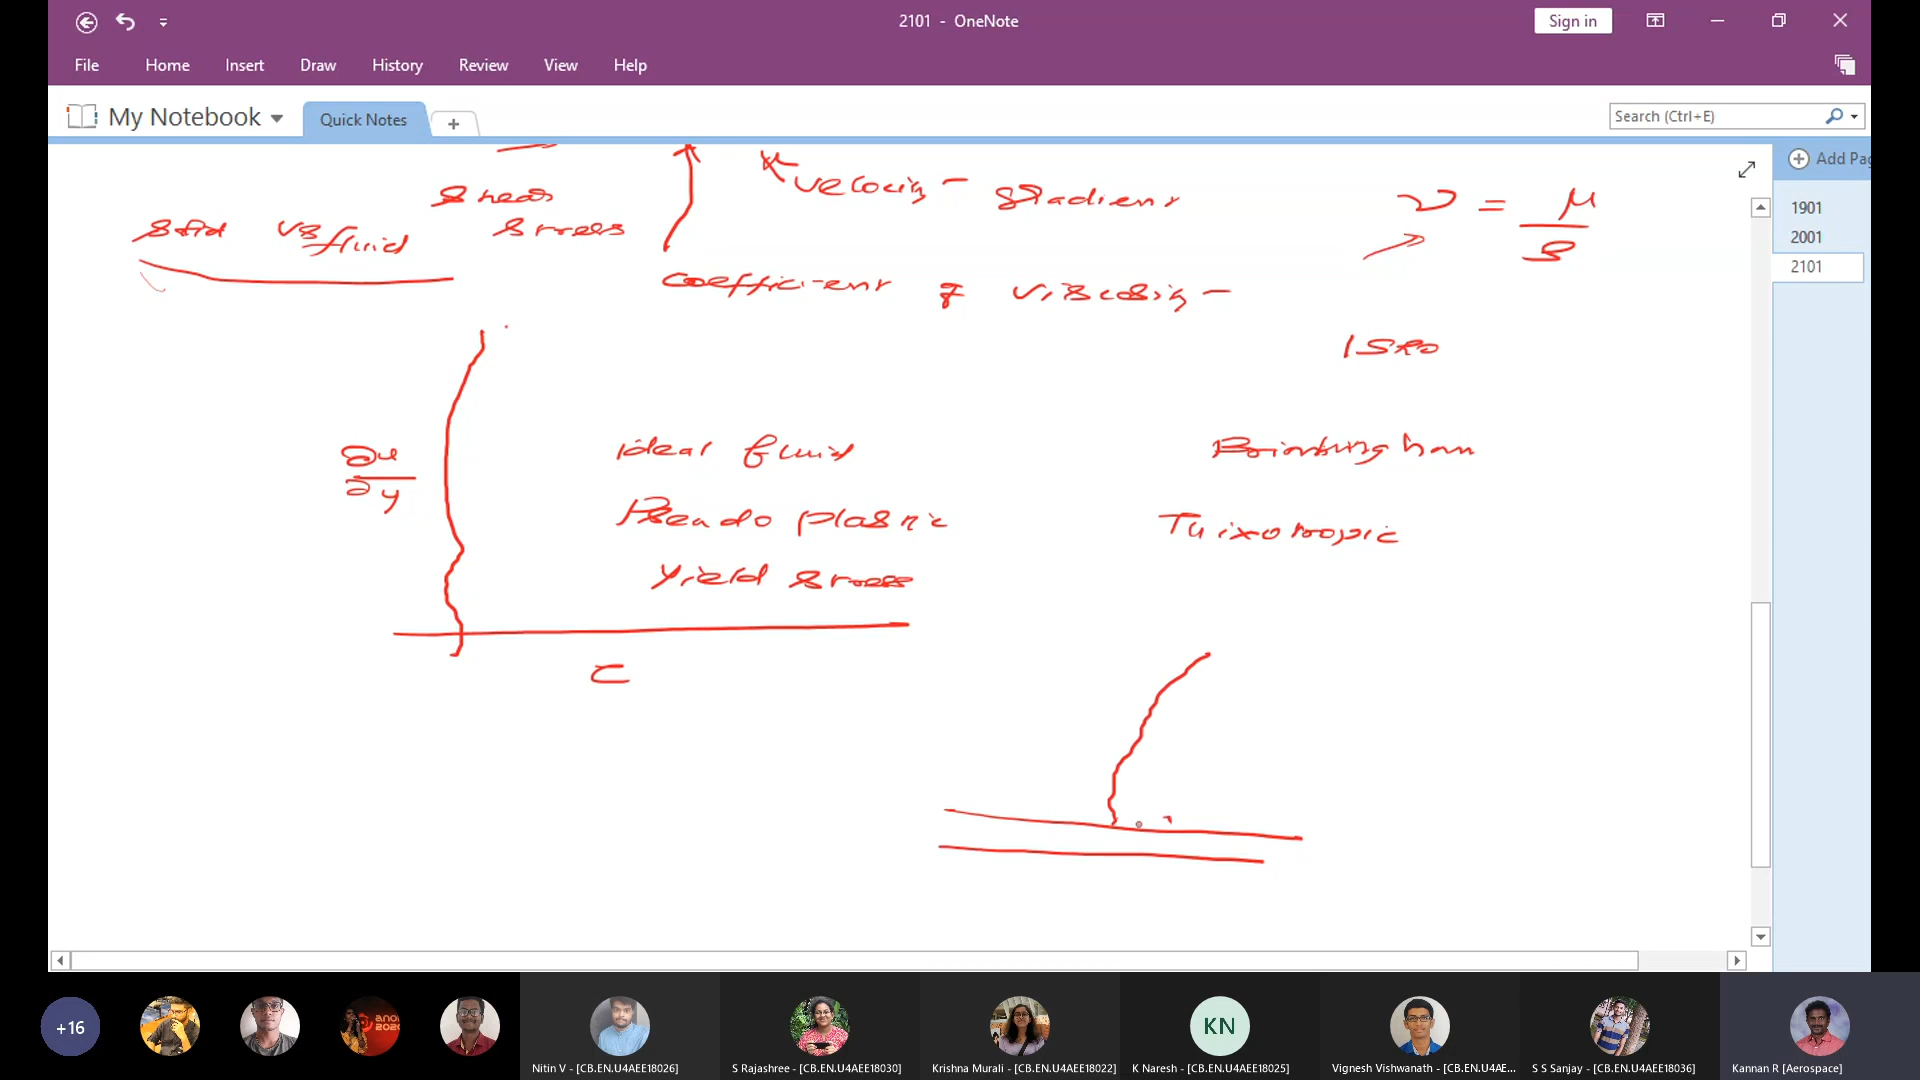 2101 - OneNote
Sign in
File Home Insert Draw History Review View Help
My Notebook
Quick Notes
+
Search (Ctrl+E)
Add Pag
1901
2001
2101
velocity gradient
shear stress
solid vs fluid
coefficient of viscosity
ν = μ / ρ
ISRO
∂u / ∂y
ideal fluid
Pseudo plastic
Yield stress
Thixotropic
τ
+16
KN
Nitin V - [CB.EN.U4AEE18026]
S Rajashree - [CB.EN.U4AEE18030]
Krishna Murali - [CB.EN.U4AEE18022]
K Naresh - [CB.EN.U4AEE18025]
Vignesh Vishwanath - [CB.EN.U4AE...
S S Sanjay - [CB.EN.U4AEE18036]
Kannan R [Aerospace]